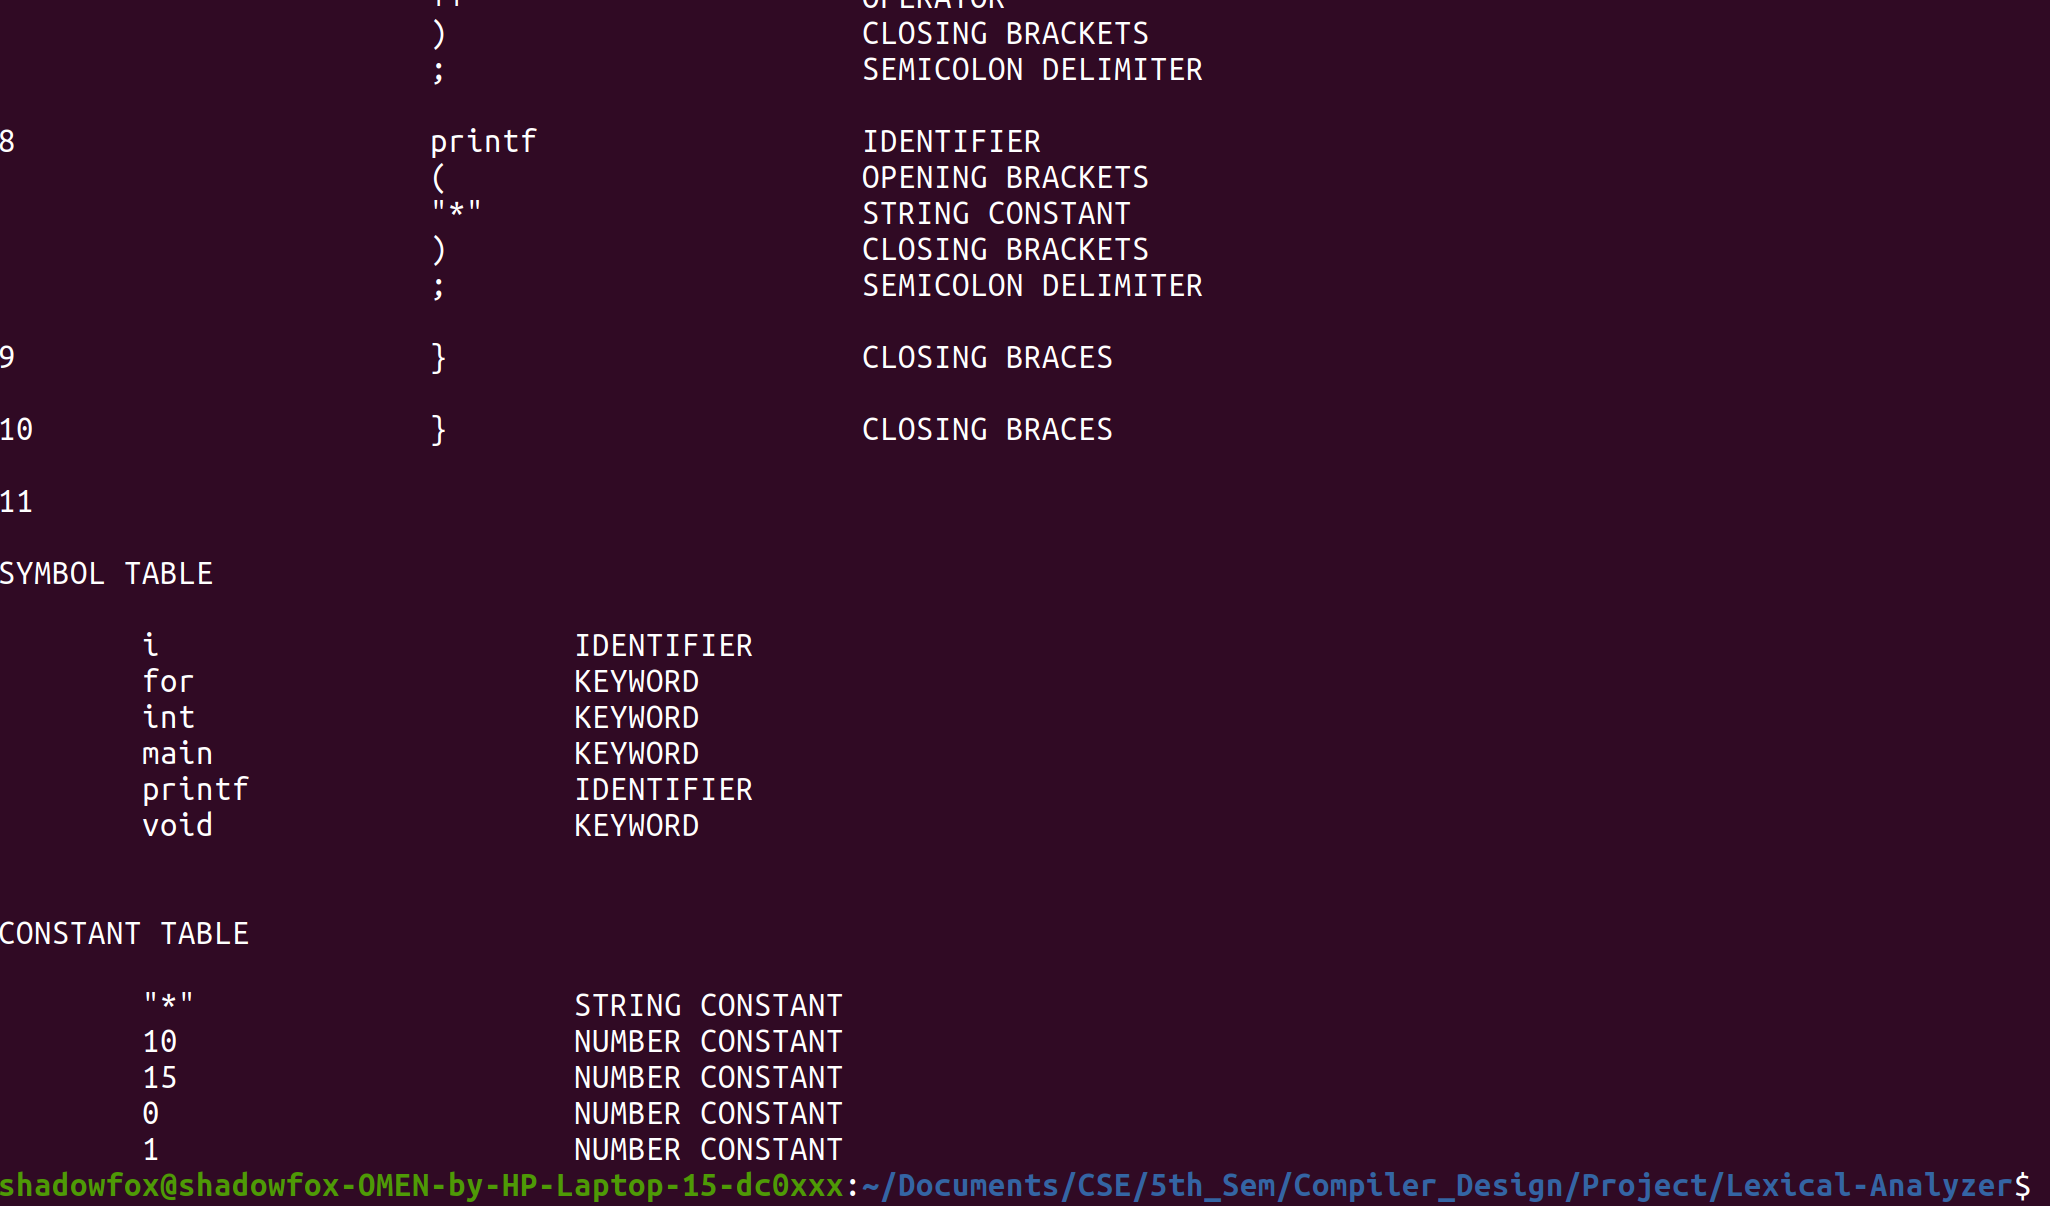 ++ OPERATOR
) CLOSING BRACKETS
; SEMICOLON DELIMITER
8 printf IDENTIFIER
( OPENING BRACKETS
"*" STRING CONSTANT
) CLOSING BRACKETS
; SEMICOLON DELIMITER
9 } CLOSING BRACES
10 } CLOSING BRACES
11
SYMBOL TABLE
i IDENTIFIER
for KEYWORD
int KEYWORD
main KEYWORD
printf IDENTIFIER
void KEYWORD
CONSTANT TABLE
"*" STRING CONSTANT
10 NUMBER CONSTANT
15 NUMBER CONSTANT
0 NUMBER CONSTANT
1 NUMBER CONSTANT
shadowfox@shadowfox-OMEN-by-HP-Laptop-15-dc0xxx:~/Documents/CSE/5th_Sem/Compiler_Design/Project/Lexical-Analyzer$